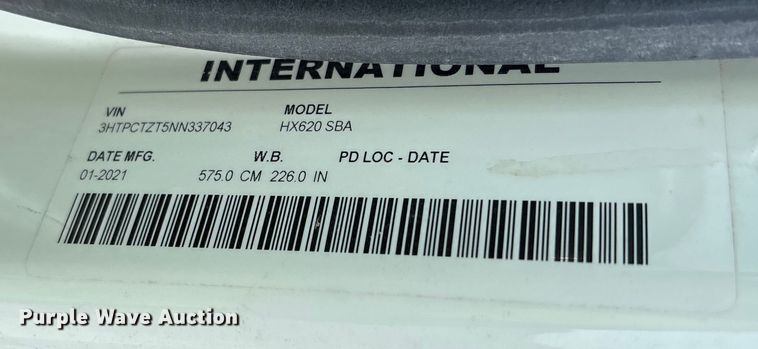 INTERNATIONAL
VIN MODEL
3HTPCTZT5NN337043 HX620 SBA
DATE MFG. W.B. PD LOC - DATE
01-2021 575.0 CM 226.0 IN
Purple Wave Auction